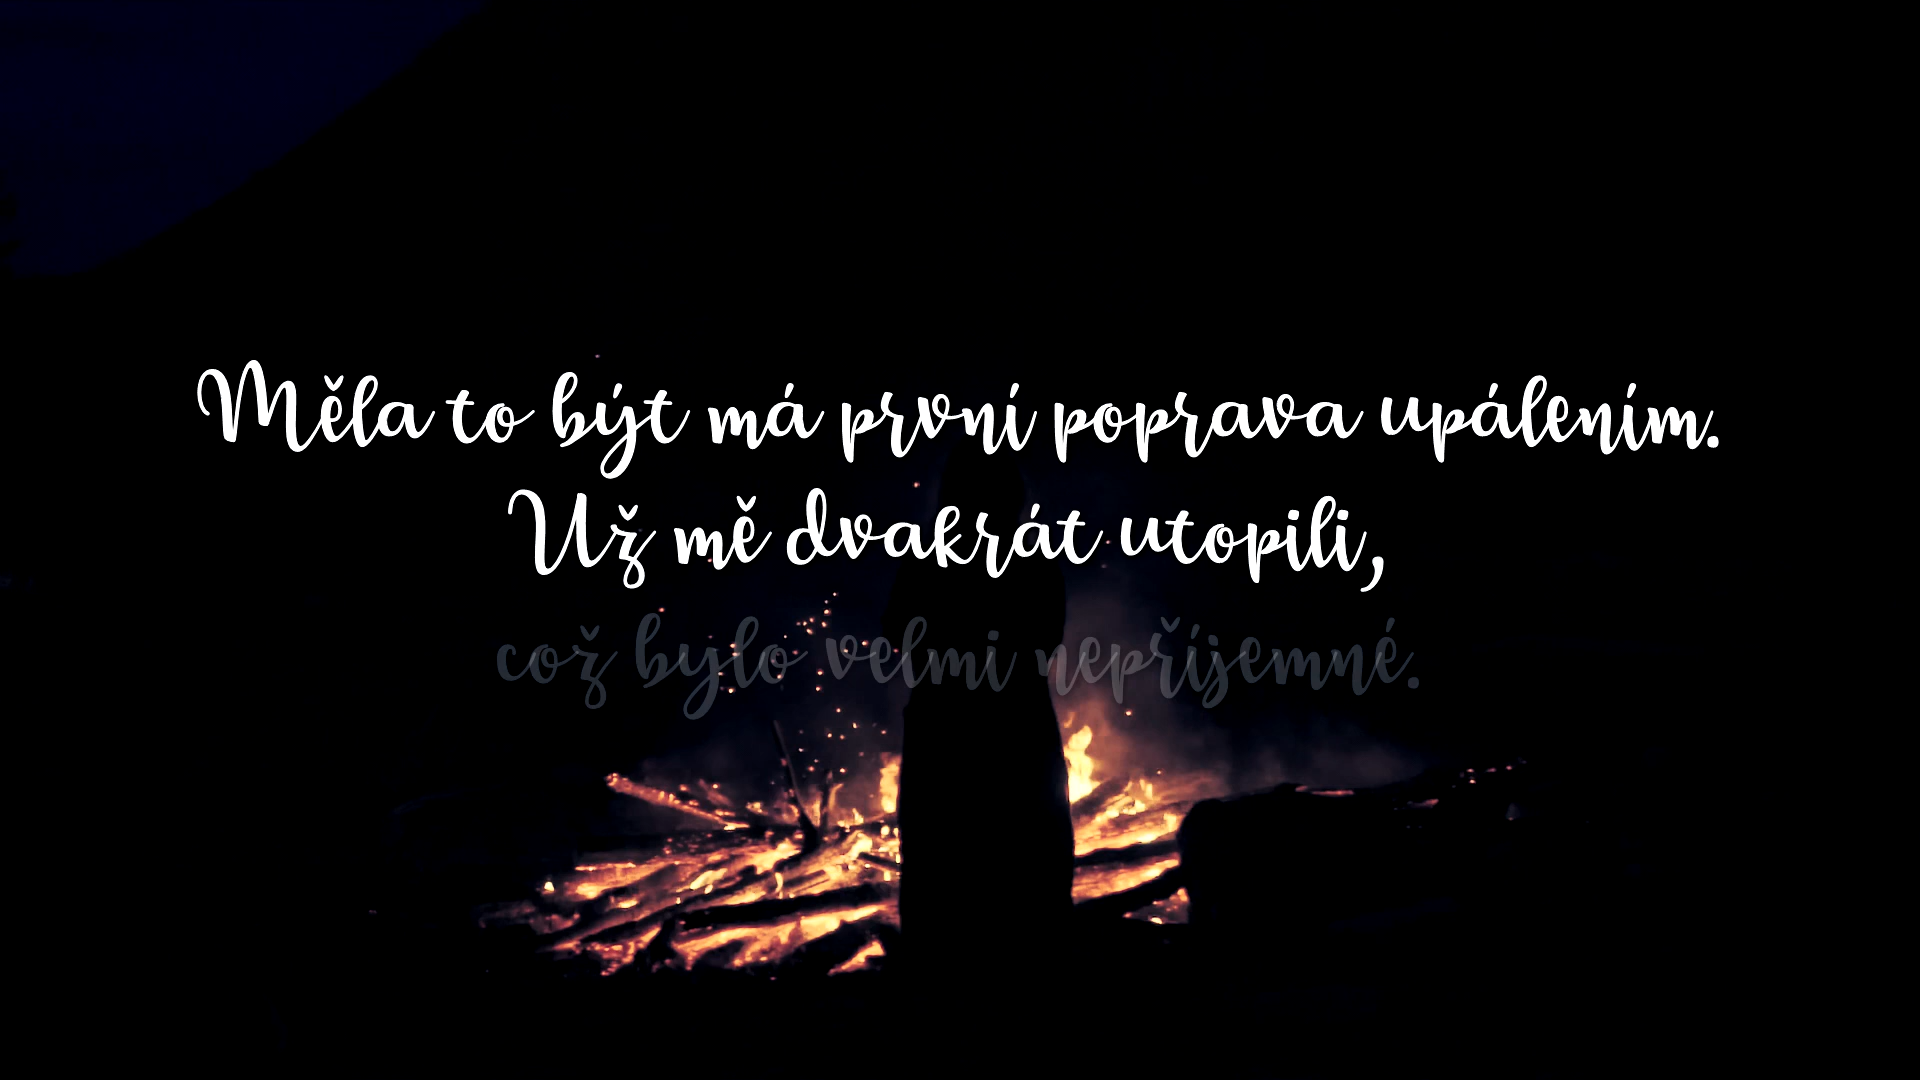 Měla to být má první poprava upálením.
Už mě dvakrát utopili,
což bylo velmi nepříjemné.